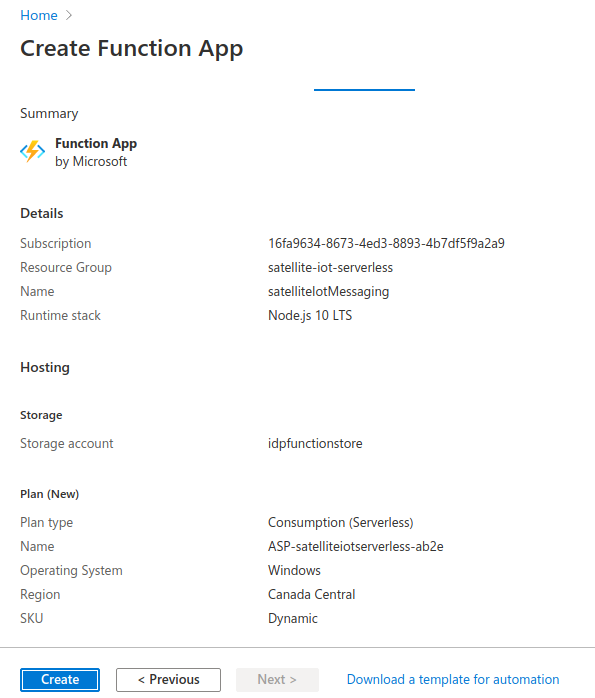 Home >
Create Function App
Summary
Function App
by Microsoft
Details
Subscription 16fa9634-8673-4ed3-8893-4b7df5f9a2a9
Resource Group satellite-iot-serverless
Name satelliteIotMessaging
Runtime stack Node.js 10 LTS
Hosting
Storage
Storage account idpfunctionstore
Plan (New)
Plan type Consumption (Serverless)
Name ASP-satelliteiotserverless-ab2e
Operating System Windows
Region Canada Central
SKU Dynamic
Create < Previous Next > Download a template for automation